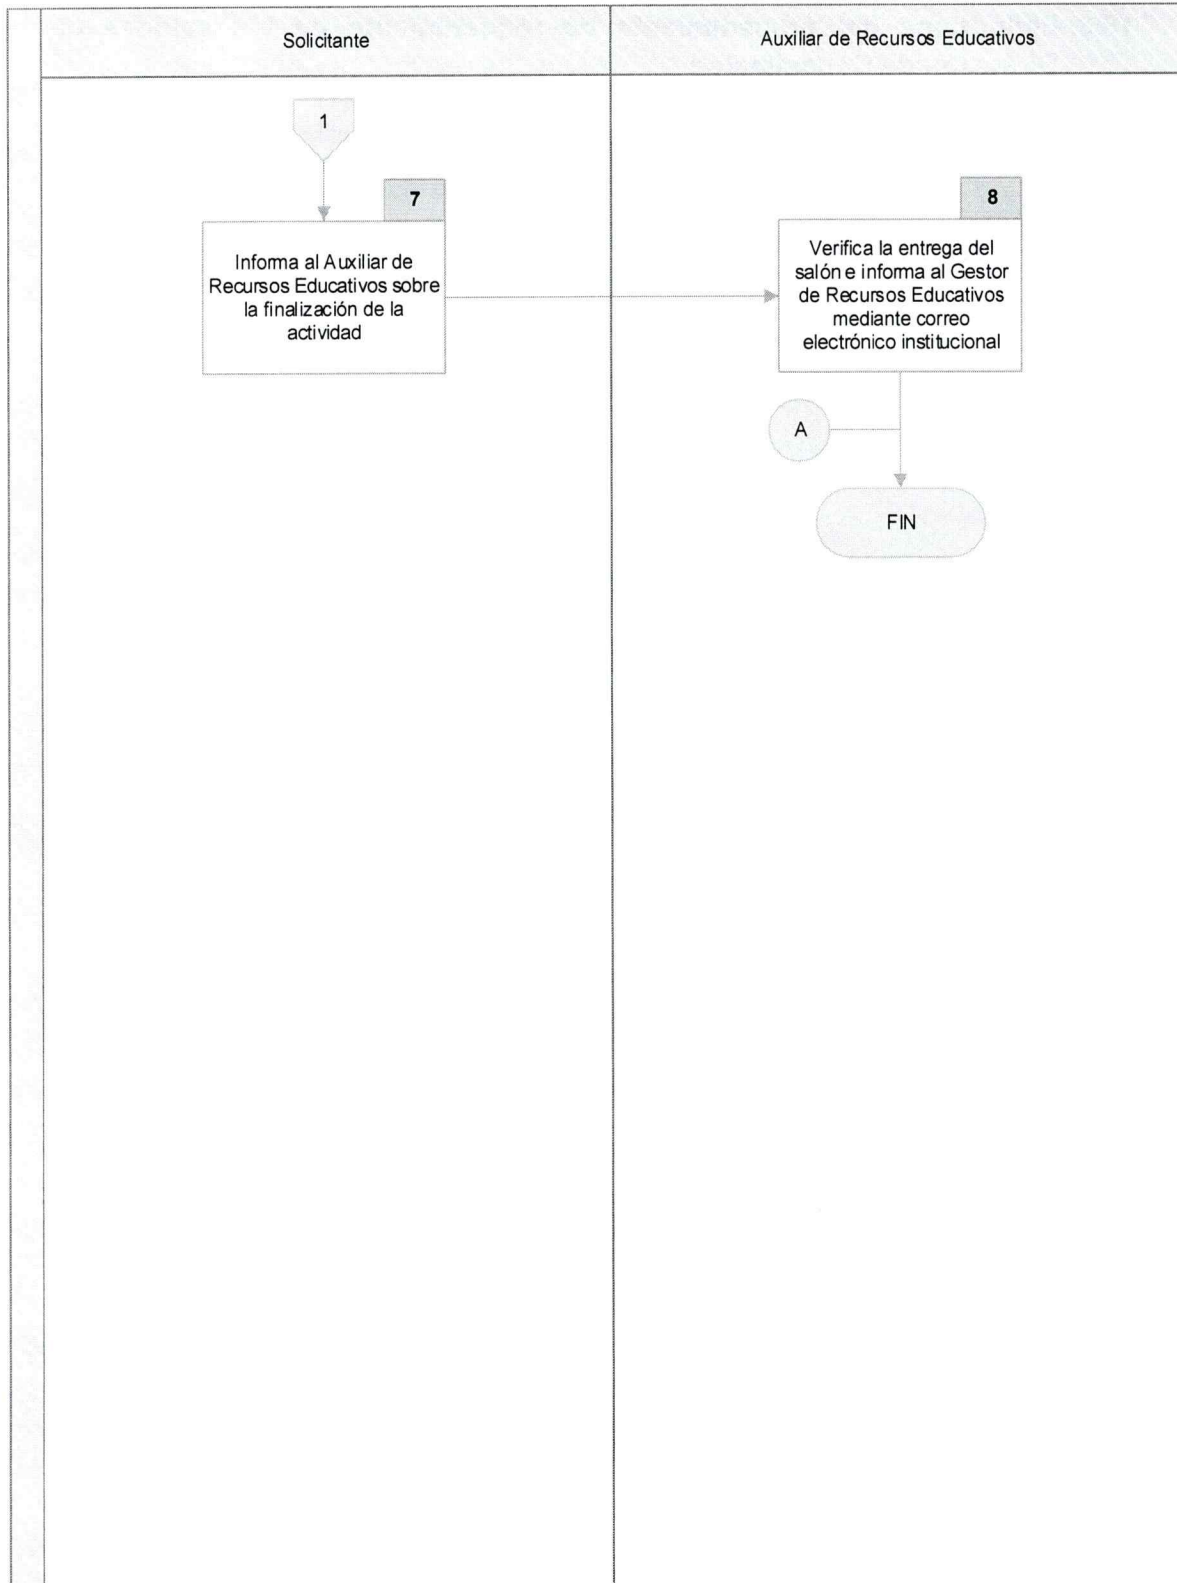 Solicitante
Auxiliar de Recursos Educativos
1
7
Informa al Auxiliar de
Recursos Educativos sobre
la finalización de la
actividad
8
Verifica la entrega del
salón e informa al Gestor
de Recursos Educativos
mediante correo
electrónico institucional
A
FIN